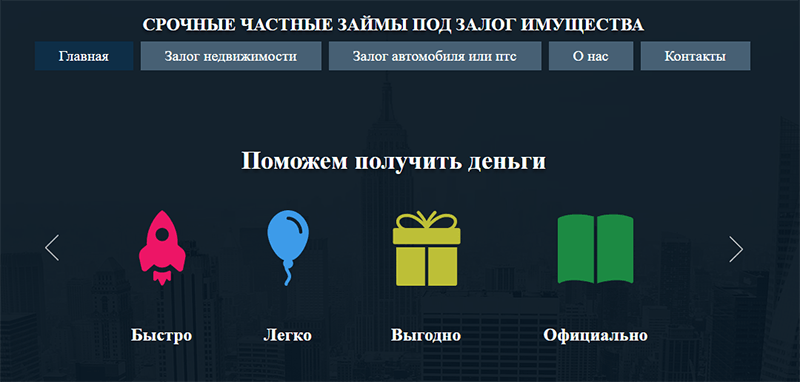 СРОЧНЫЕ ЧАСТНЫЕ ЗАЙМЫ ПОД ЗАЛОГ ИМУЩЕСТВА
Главная Залог недвижимости Залог автомобиля или птс О нас Контакты
Поможем получить деньги
Быстро Легко Выгодно Официально